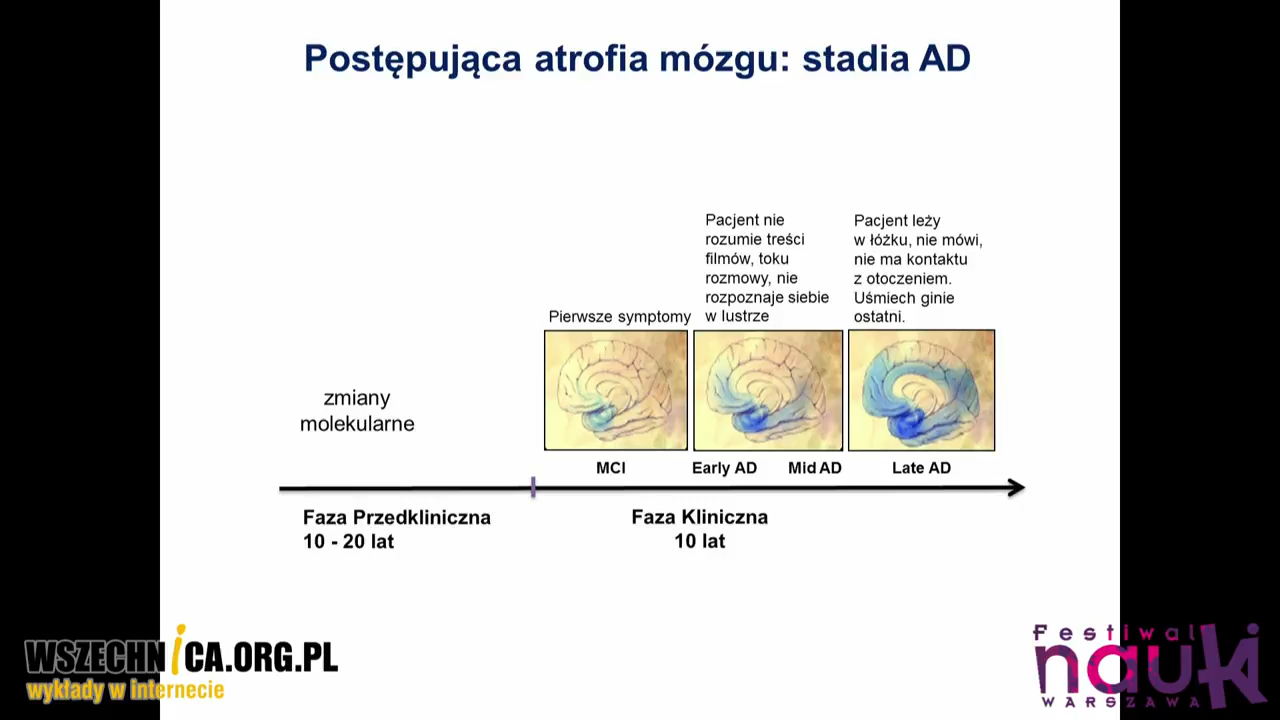 Postępująca atrofia mózgu: stadia AD
Pacjent nie
rozumie treści
filmów, toku
rozmowy, nie
rozpoznaje siebie
w lustrze
Pacjent leży
w łóżku, nie mówi,
nie ma kontaktu
z otoczeniem.
Uśmiech ginie
ostatni.
Pierwsze symptomy
zmiany
molekularne
MCI
Early AD
Mid AD
Late AD
Faza Przedkliniczna
10 - 20 lat
Faza Kliniczna
10 lat
WSZECHNiCA.ORG.PL
wykłady w internecie
Festiwal
nauki
WARSZAWA